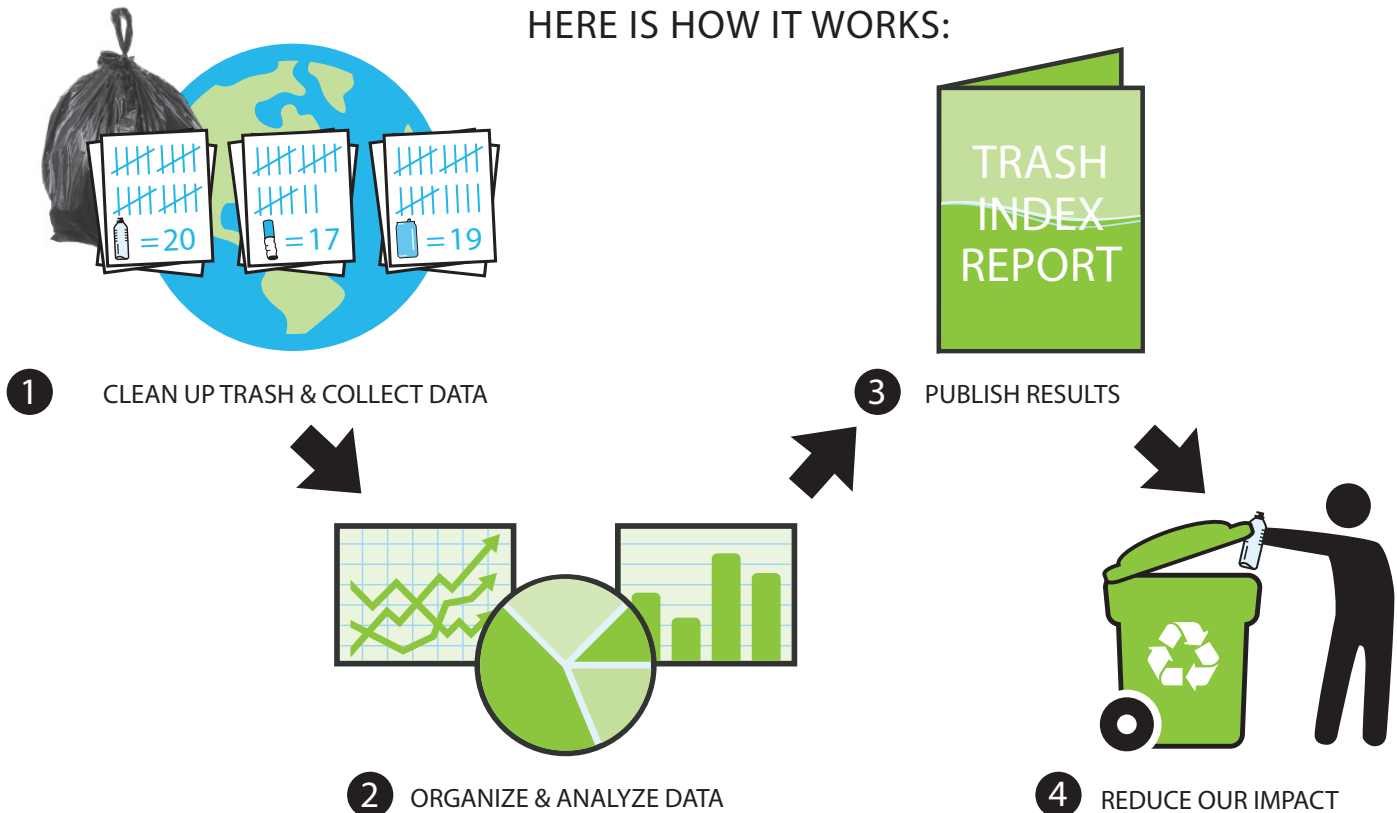 HERE IS HOW IT WORKS:
= 20
= 17
= 19
1 CLEAN UP TRASH & COLLECT DATA
2 ORGANIZE & ANALYZE DATA
TRASH
INDEX
REPORT
3 PUBLISH RESULTS
4 REDUCE OUR IMPACT